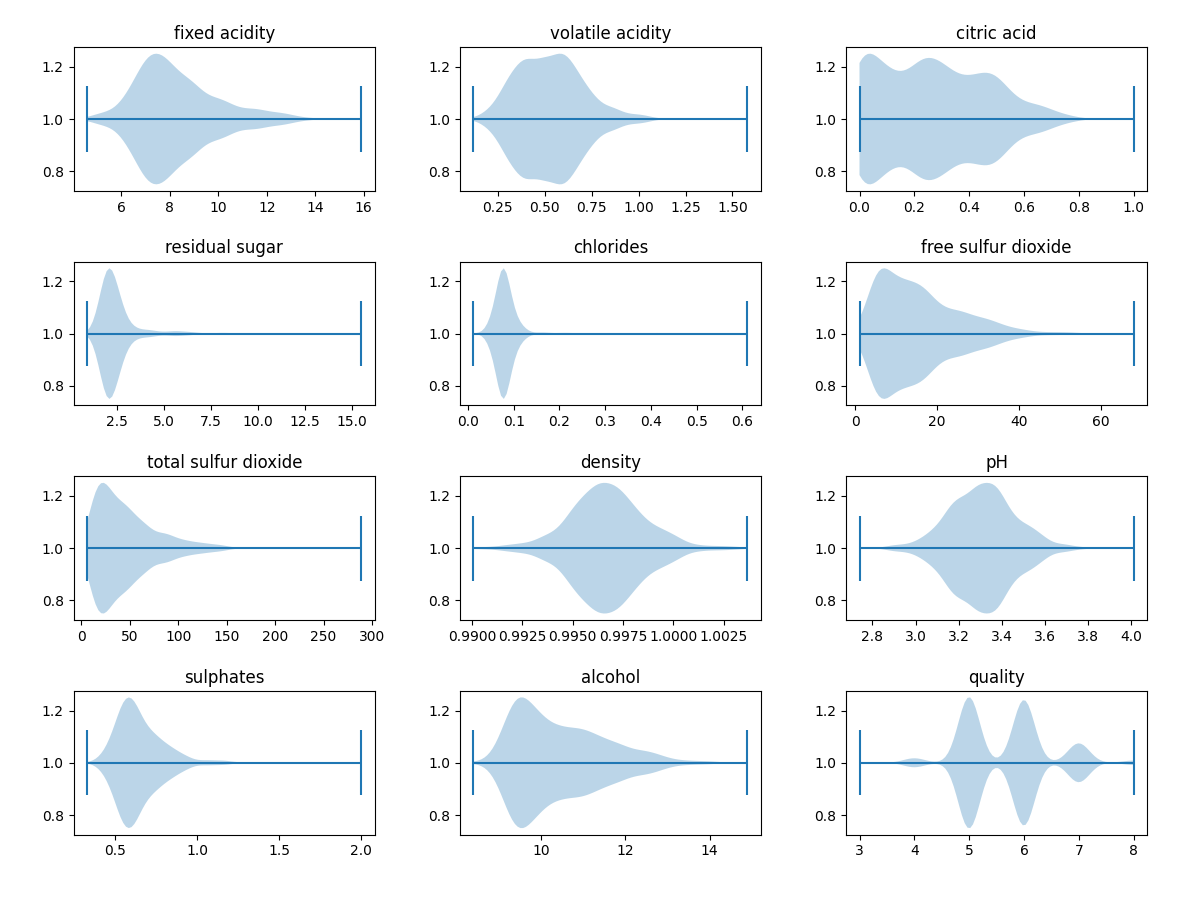 fixed acidity volatile acidity citric acid
1.2 1.2 1.2
1.0 1.0 1.0
0.8 0.8 0.8
6 8 10 12 14 16 0.25 0.50 0.75 1.00 1.25 1.50 0.0 0.2 0.4 0.6 0.8 1.0
residual sugar chlorides free sulfur dioxide
1.2 1.2 1.2
1.0 1.0 1.0
0.8 0.8 0.8
2.5 5.0 7.5 10.0 12.5 15.0 0.0 0.1 0.2 0.3 0.4 0.5 0.6 0 20 40 60
total sulfur dioxide density pH
1.2 1.2 1.2
1.0 1.0 1.0
0.8 0.8 0.8
0 50 100 150 200 250 300 0.9900 0.9925 0.9950 0.9975 1.0000 1.0025 2.8 3.0 3.2 3.4 3.6 3.8 4.0
sulphates alcohol quality
1.2 1.2 1.2
1.0 1.0 1.0
0.8 0.8 0.8
0.5 1.0 1.5 2.0 10 12 14 3 4 5 6 7 8